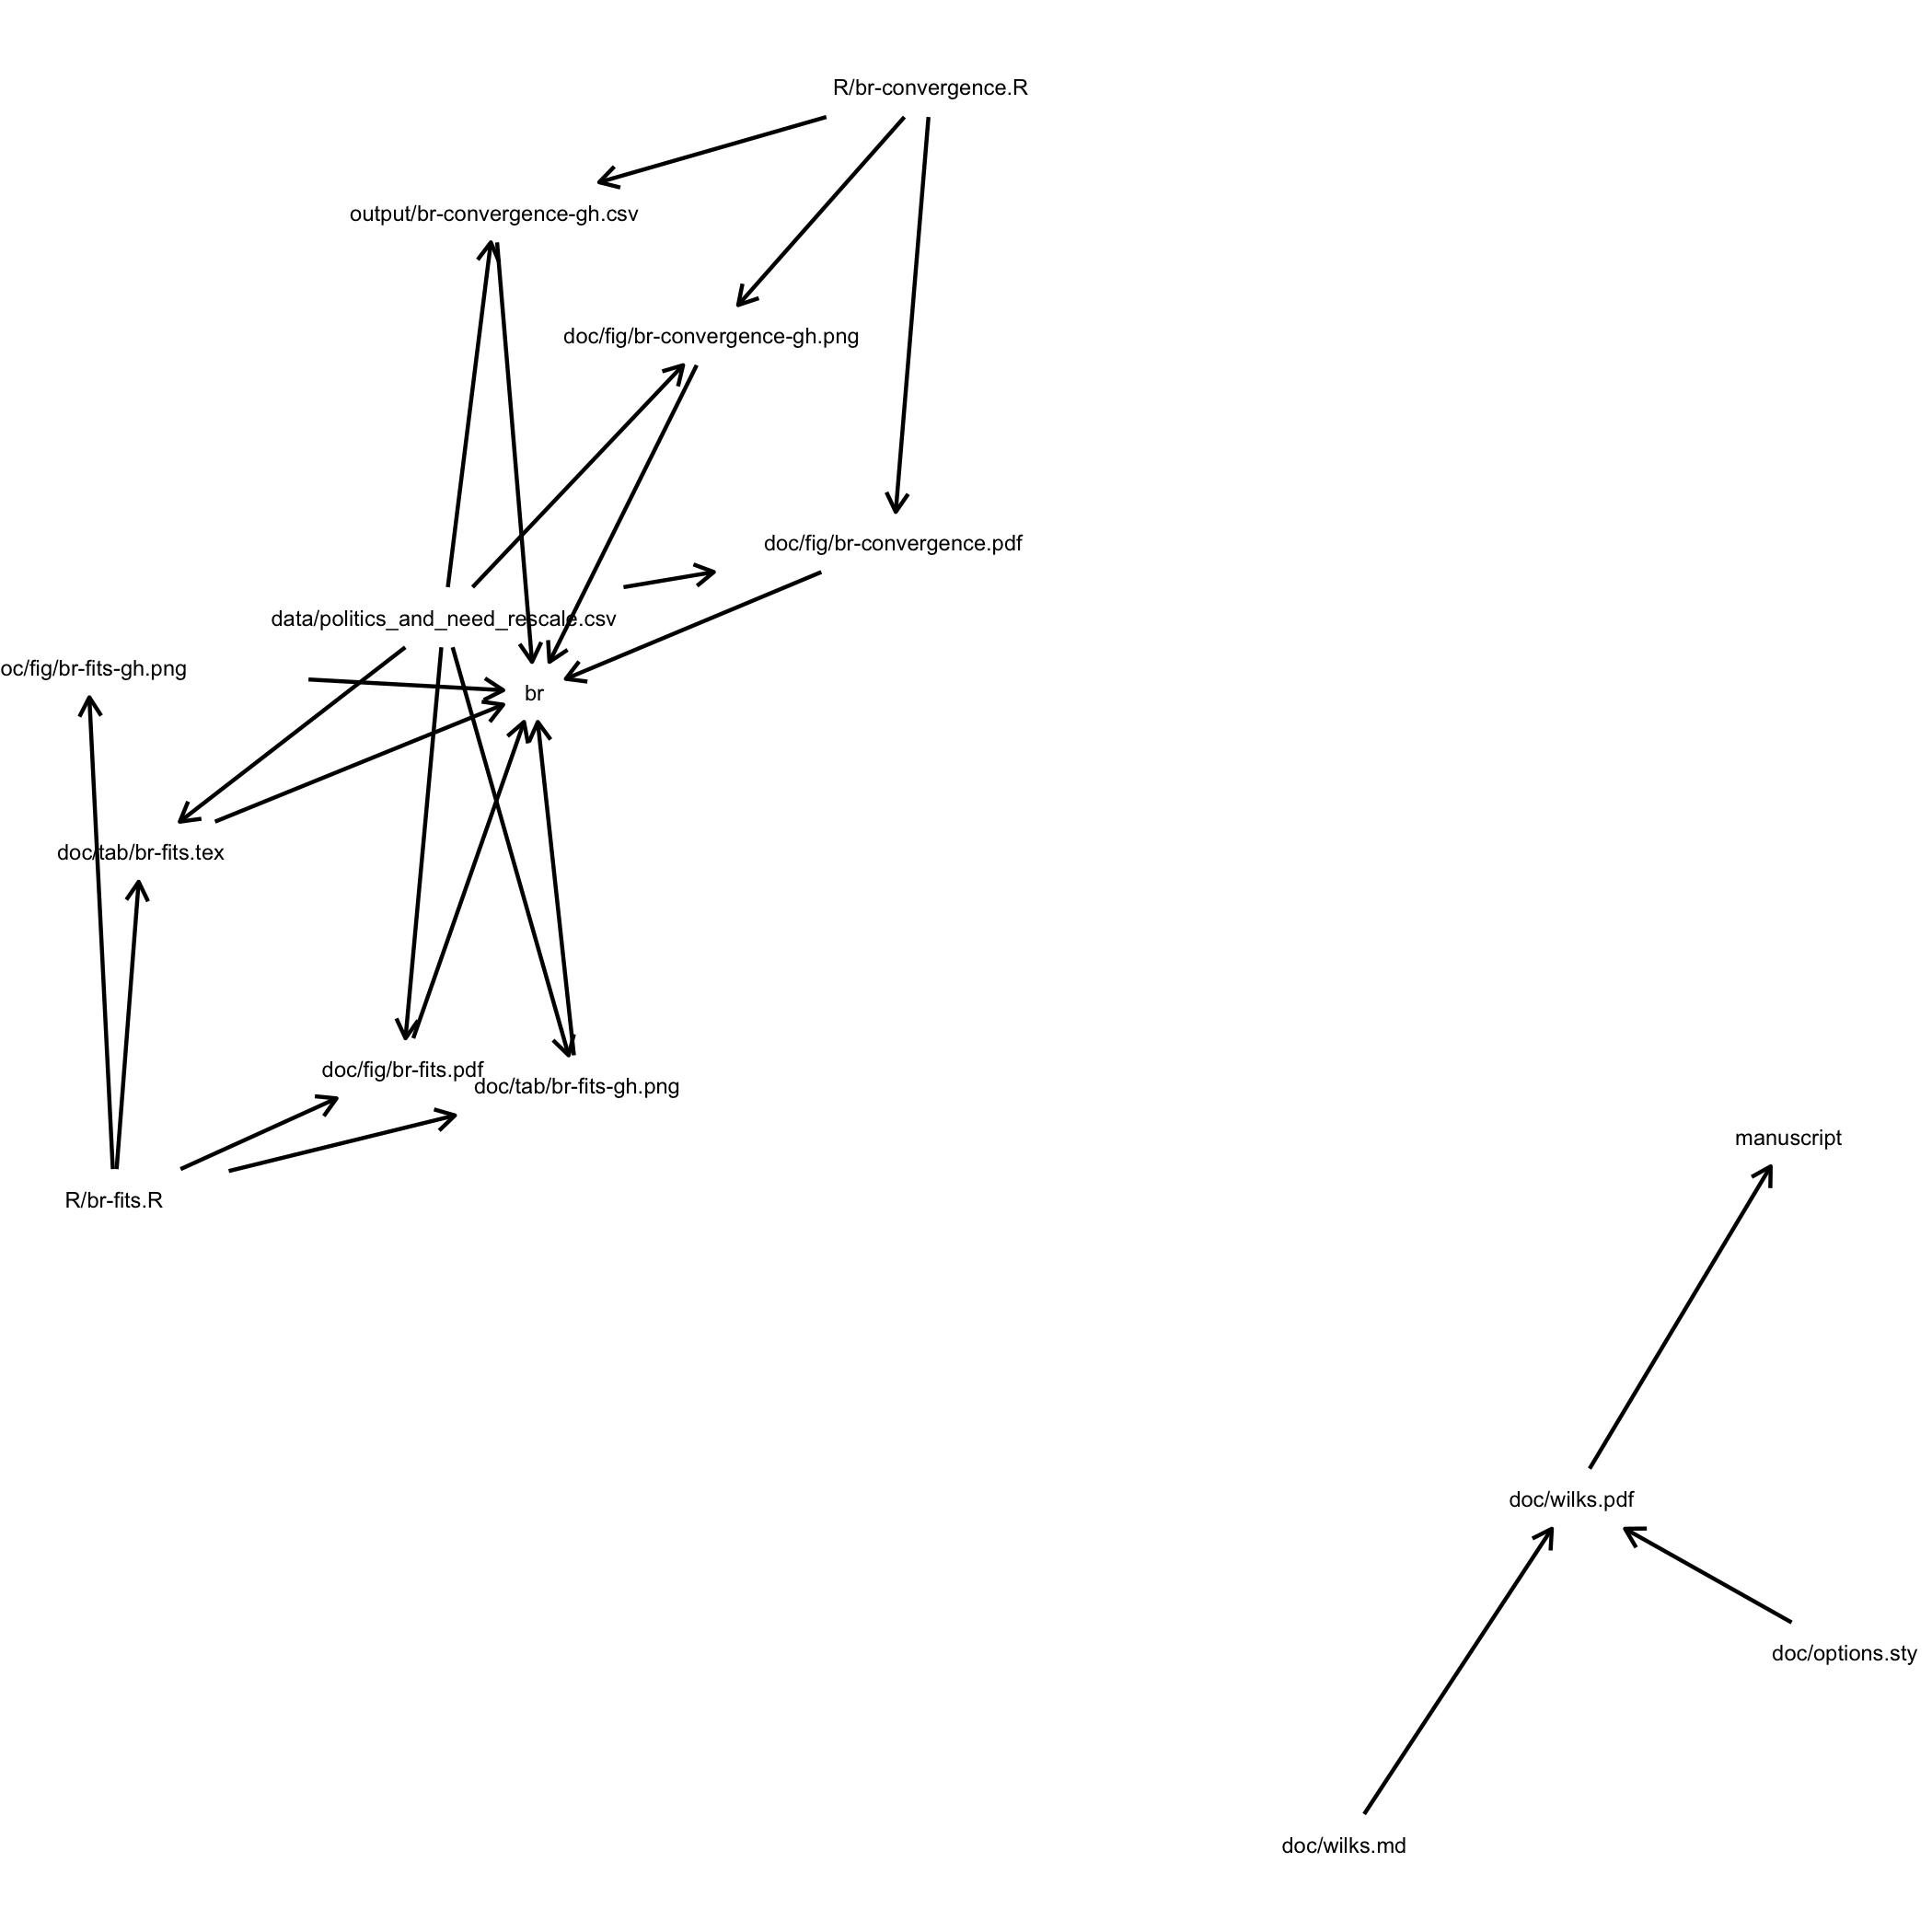 R/br-convergence.R
output/br-convergence-gh.csv
doc/fig/br-convergence-gh.png
doc/fig/br-convergence.pdf
data/politics_and_need_rescale.csv
oc/fig/br-fits-gh.png
br
doc/tab/br-fits.tex
doc/fig/br-fits.pdf
doc/tab/br-fits-gh.png
manuscript
R/br-fits.R
doc/wilks.pdf
doc/options.sty
doc/wilks.md